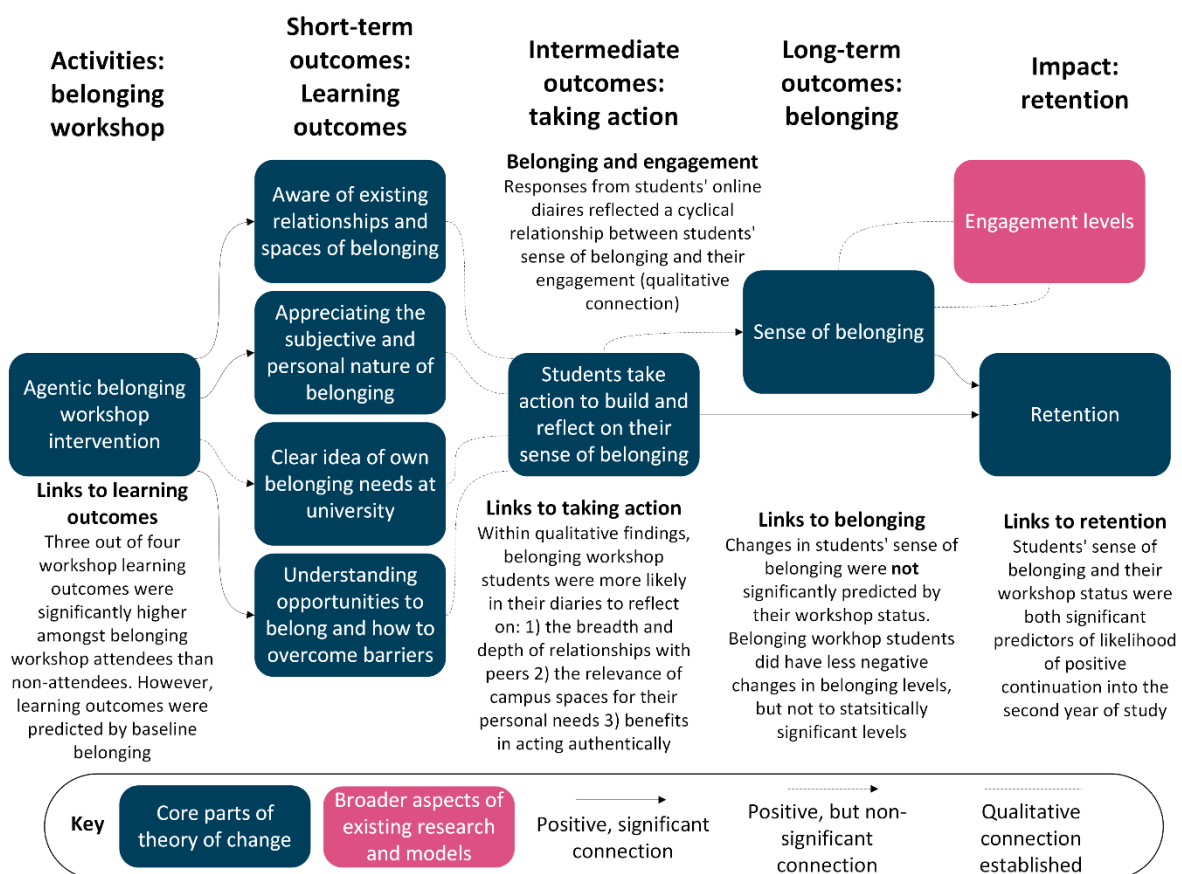 Activities:
belonging
workshop
Short-term
outcomes:
Learning
outcomes
Intermediate
outcomes:
taking action
Long-term
outcomes:
belonging
Impact:
retention
Agentic belonging
workshop
intervention
Links to learning
outcomes
Three out of four
workshop learning
outcomes were
significantly higher
amongst belonging
workshop attendees than
non-attendees. However,
learning outcomes were
predicted by baseline
belonging
Aware of existing
relationships and
spaces of belonging
Appreciating the
subjective and
personal nature of
belonging
Clear idea of own
belonging needs at
university
Understanding
opportunities to
belong and how to
overcome barriers
Belonging and engagement
Responses from students' online
diaires reflected a cyclical
relationship between students'
sense of belonging and their
engagement (qualitative
connection)
Students take
action to build and
reflect on their
sense of belonging
Links to taking action
Within qualitative findings,
belonging workshop
students were more likely
in their diaries to reflect
on: 1) the breadth and
depth of relationships with
peers 2) the relevance of
campus spaces for their
personal needs 3) benefits
in acting authentically
Sense of belonging
Links to belonging
Changes in students' sense of
belonging were not
significantly predicted by
their workshop status.
Belonging workhop students
did have less negative
changes in belonging levels,
but not to statsitically
significant levels
Engagement levels
Retention
Links to retention
Students' sense of
belonging and their
workshop status were
both significant
predictors of likelihood
of positive
continuation into the
second year of study
Key
Core parts of
theory of change
Broader aspects of
existing research
and models
Positive, significant
connection
Positive, but non-
significant
connection
Qualitative
connection
established